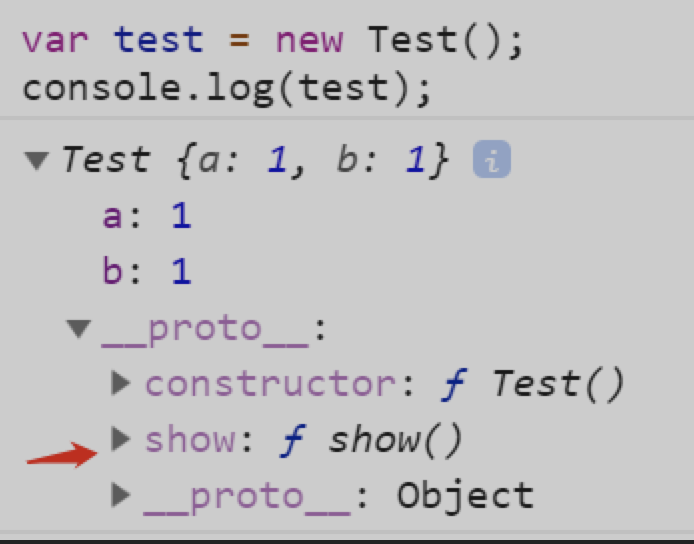 var test = new Test();
console.log(test);
▼ Test {a: 1, b: 1} i
a: 1
b: 1
▼ __proto__:
▶ constructor: ƒ Test()
▶ show: ƒ show()
▶ __proto__: Object